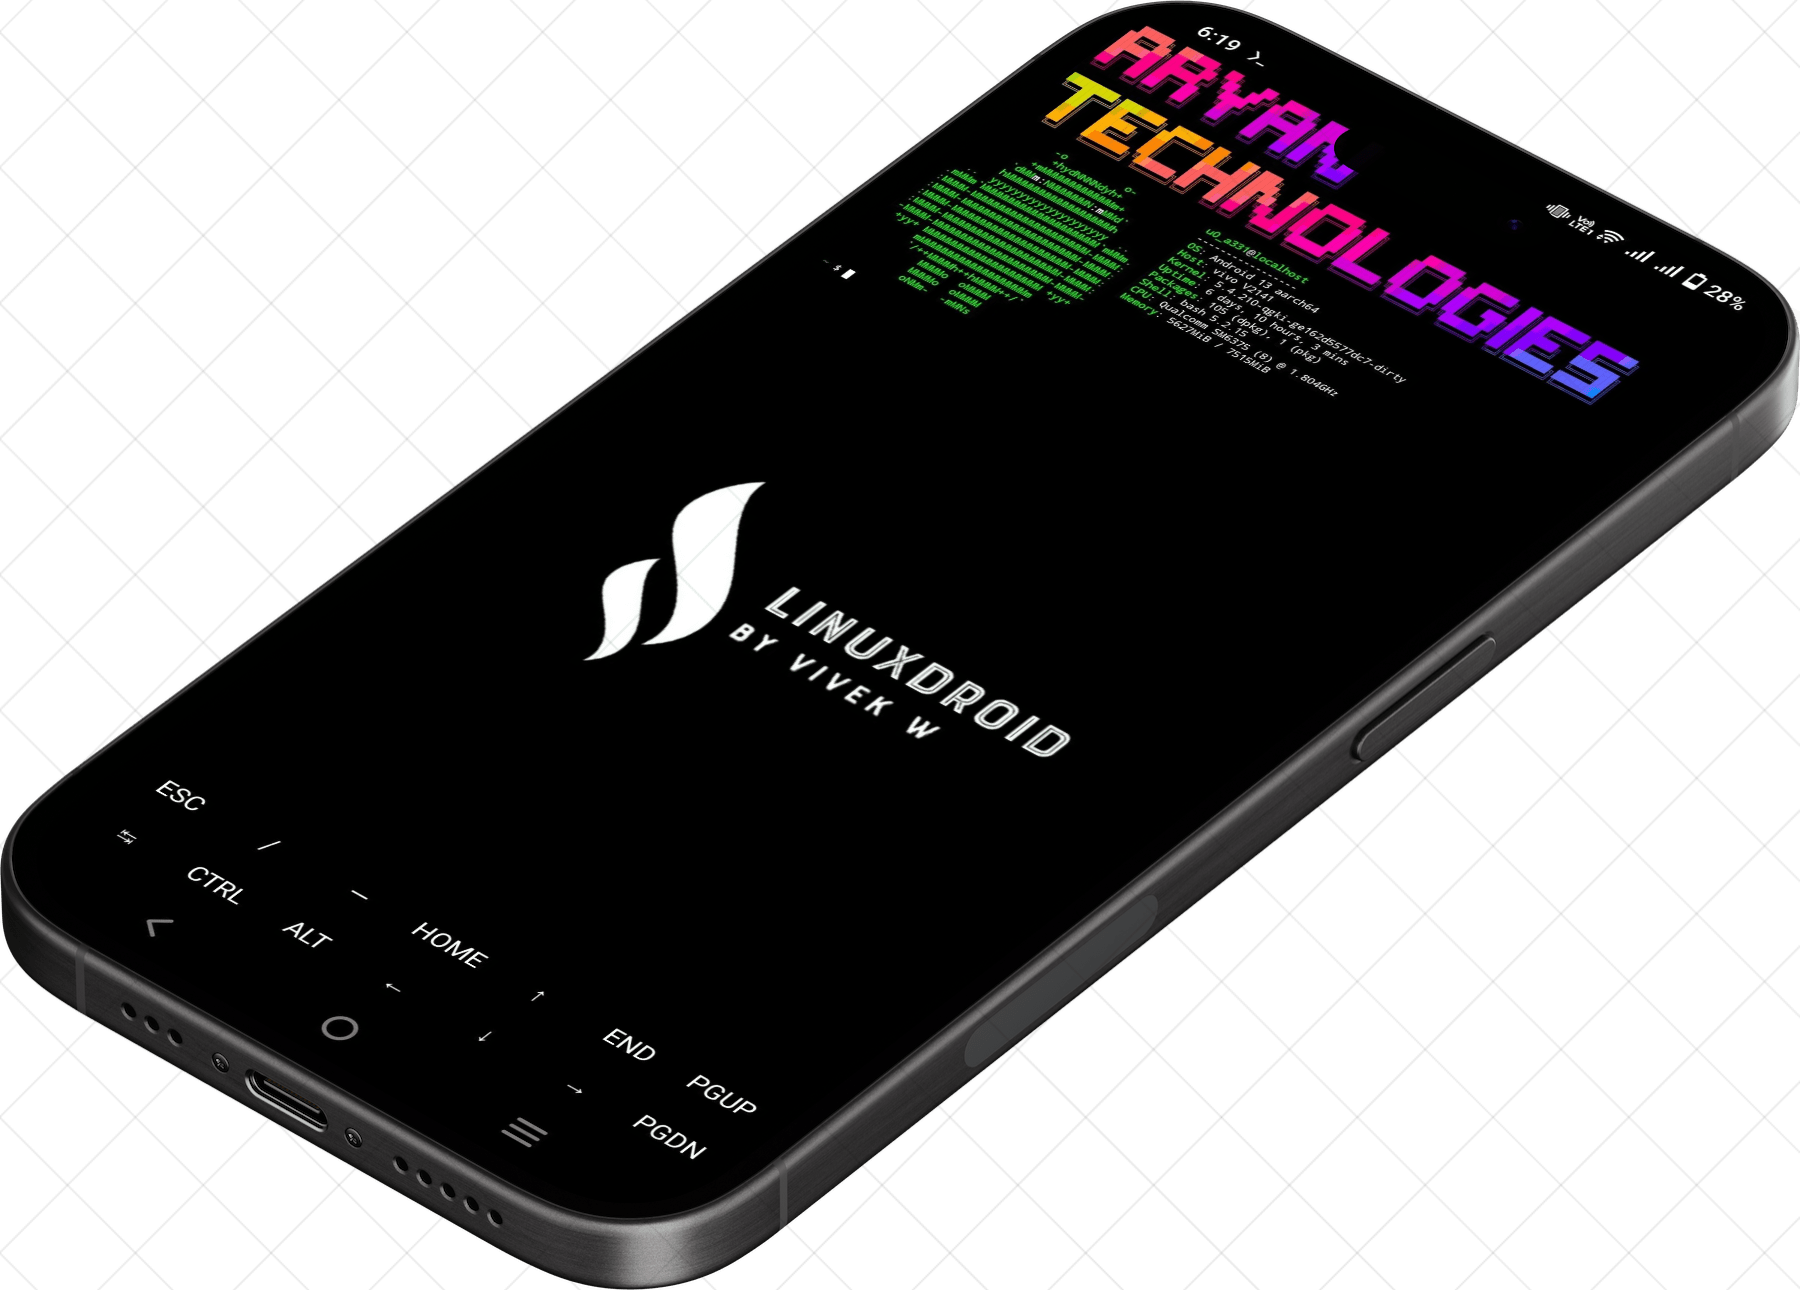 6:19 >_
Vo)) LTE1 28%
ARYAN
TECHNOLOGIES
u0_a331@localhost
-----------------
OS: Android 13 aarch64
Host: vivo V2141
Kernel: 5.4.210-qgki-ge162d5577dc7-dirty
Uptime: 6 days, 10 hours, 3 mins
Packages: 105 (dpkg), 1 (pkg)
Shell: bash 5.2.15
CPU: Qualcomm SM6375 (8) @ 1.804GHz
Memory: 5627MiB / 7515MiB
~ $
LINUXDROID
BY VIVEK W
ESC / — HOME ↑ END PGUP
↹ CTRL ALT ← ↓ → PGDN